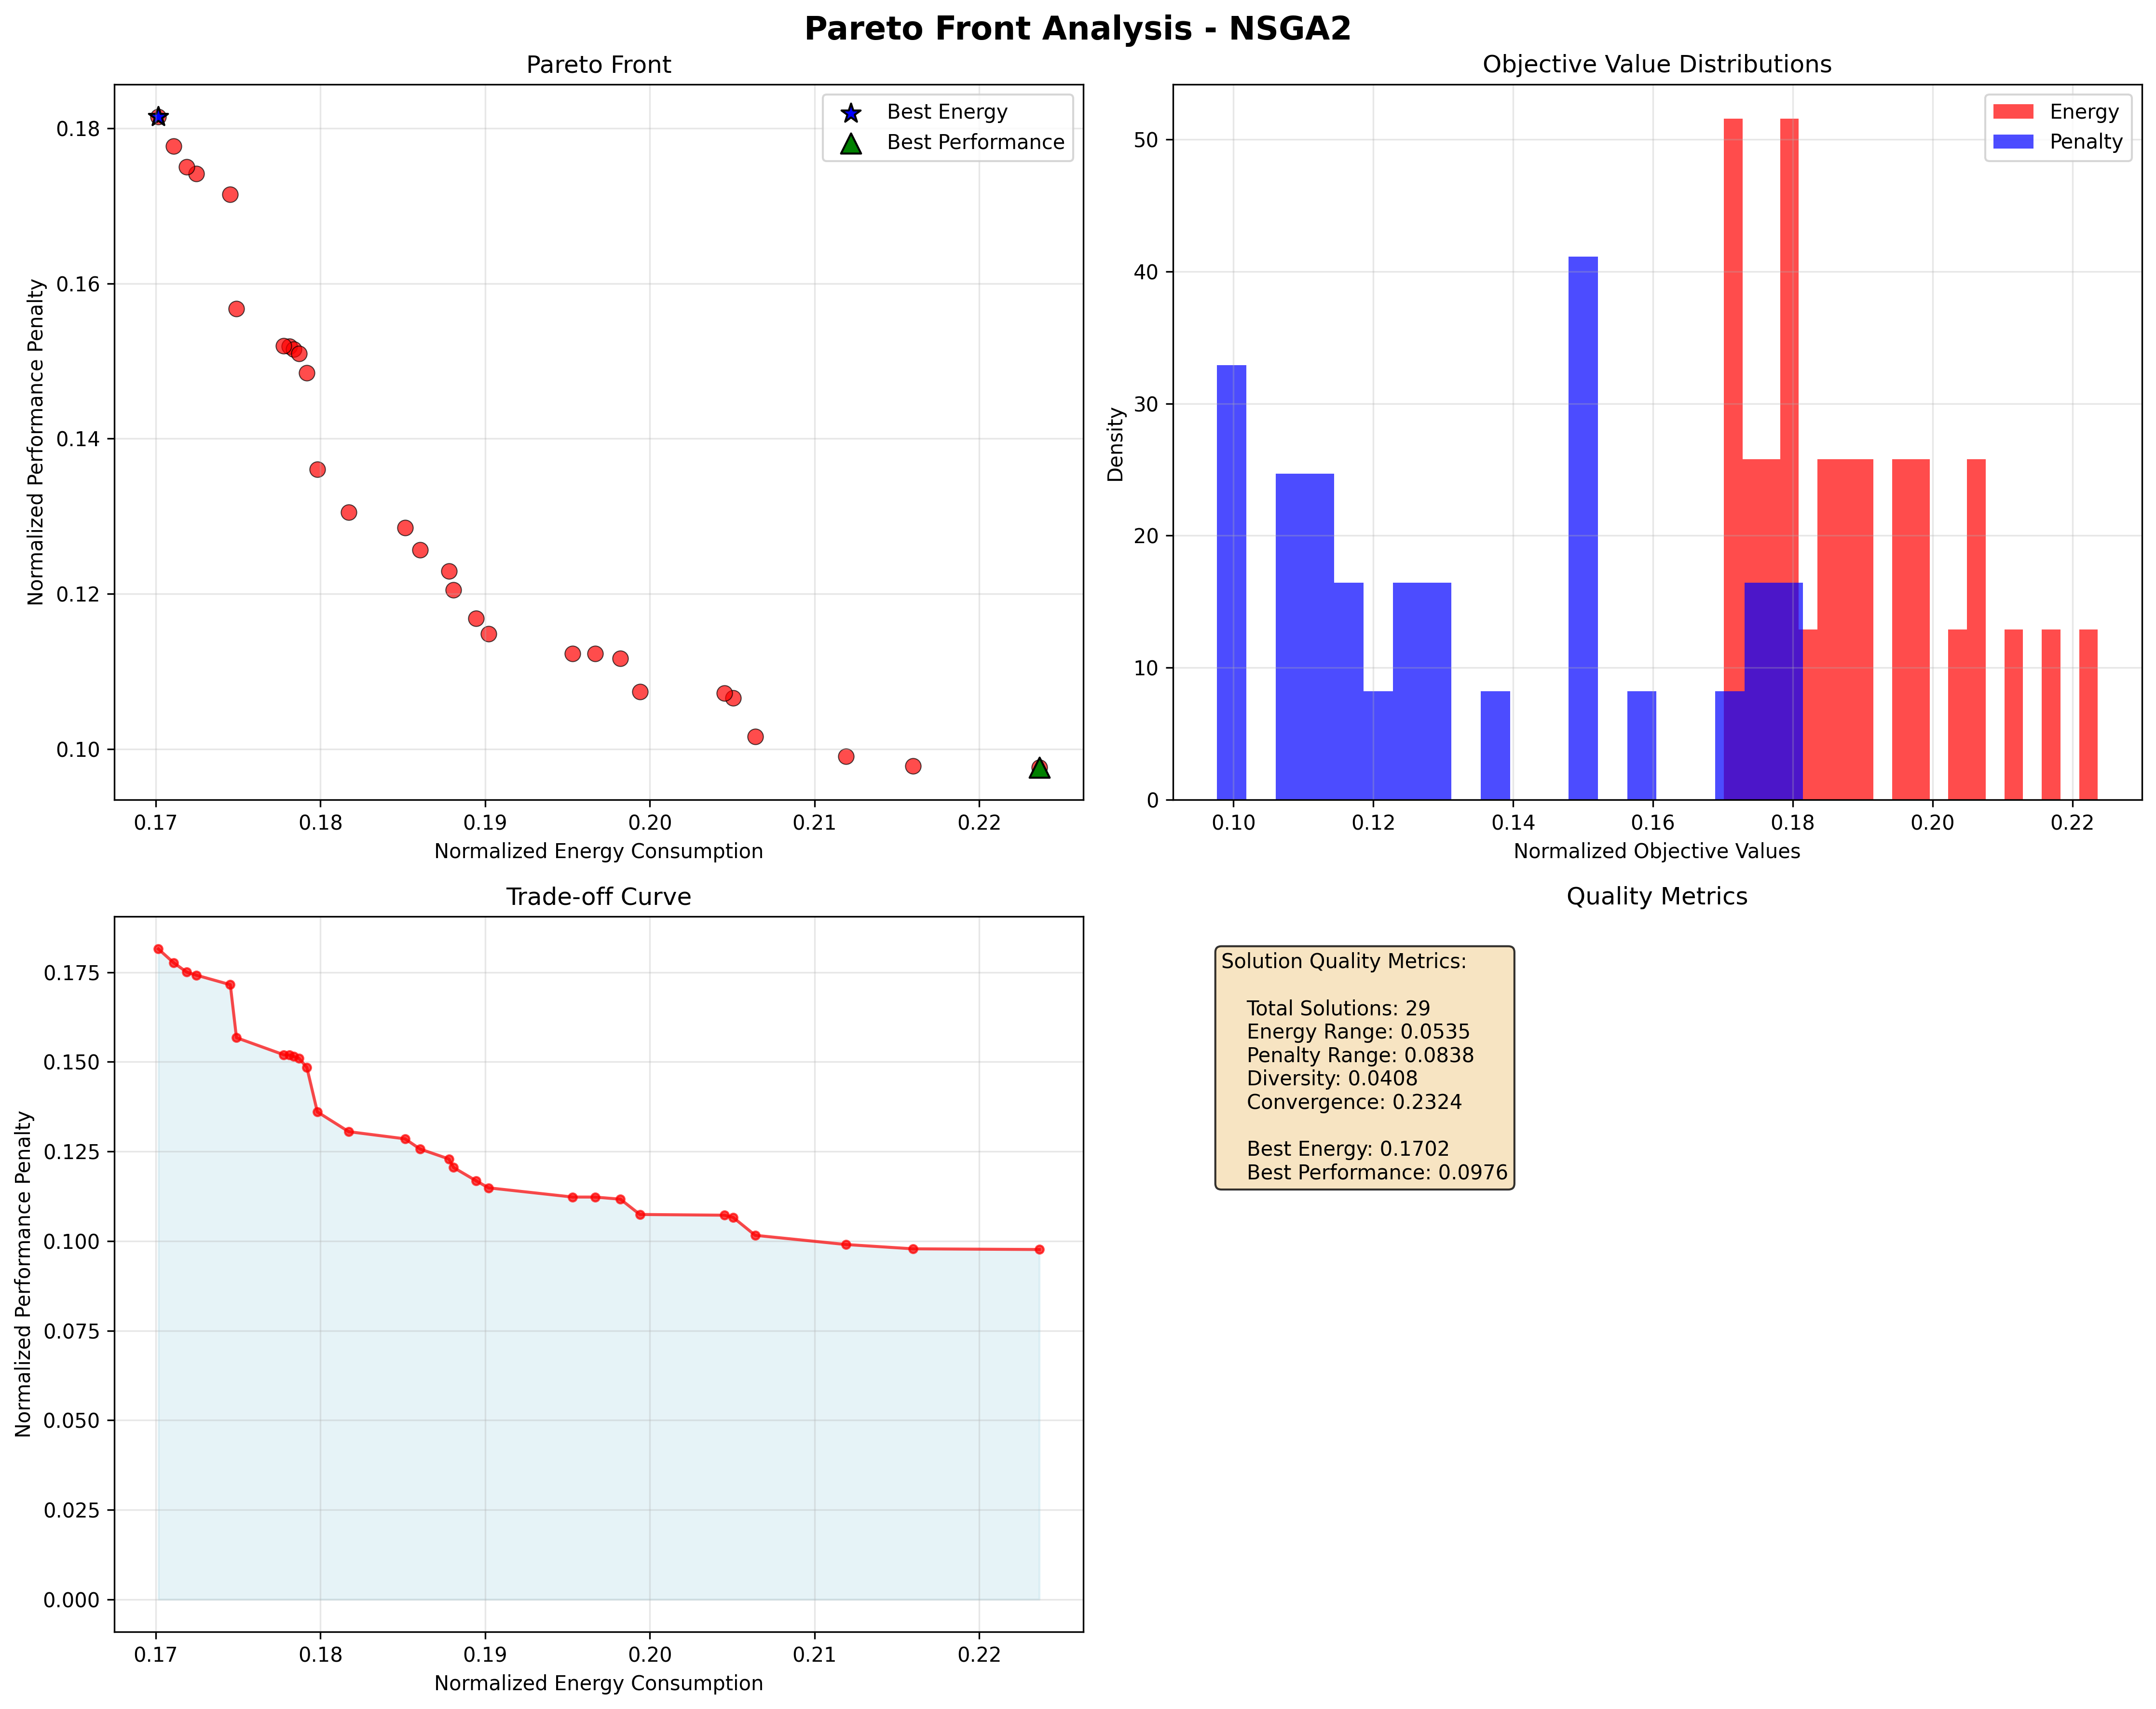 Pareto Front Analysis - NSGA2
Pareto Front
Best Energy
Best Performance
0.18
0.16
0.14
0.12
0.10
Normalized Performance Penalty
0.17 0.18 0.19 0.20 0.21 0.22
Normalized Energy Consumption
Objective Value Distributions
Energy
Penalty
50
40
30
20
10
0
Density
0.10 0.12 0.14 0.16 0.18 0.20 0.22
Normalized Objective Values
Trade-off Curve
0.175
0.150
0.125
0.100
0.075
0.050
0.025
0.000
Normalized Performance Penalty
0.17 0.18 0.19 0.20 0.21 0.22
Normalized Energy Consumption
Quality Metrics
Solution Quality Metrics:
Total Solutions: 29
Energy Range: 0.0535
Penalty Range: 0.0838
Diversity: 0.0408
Convergence: 0.2324
Best Energy: 0.1702
Best Performance: 0.0976